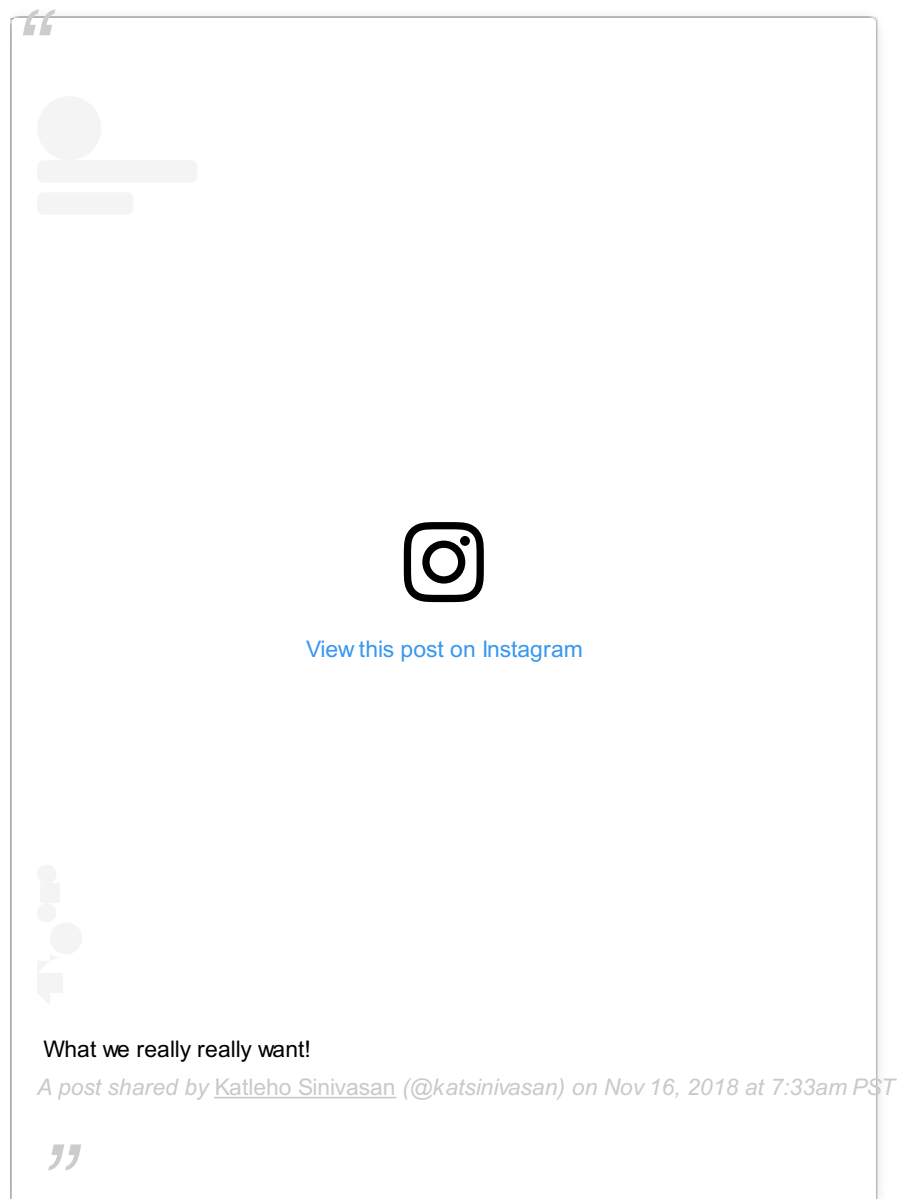 “
View this post on Instagram
What we really really want!
A post shared by Katleho Sinivasan (@katsinivasan) on Nov 16, 2018 at 7:33am PST
”